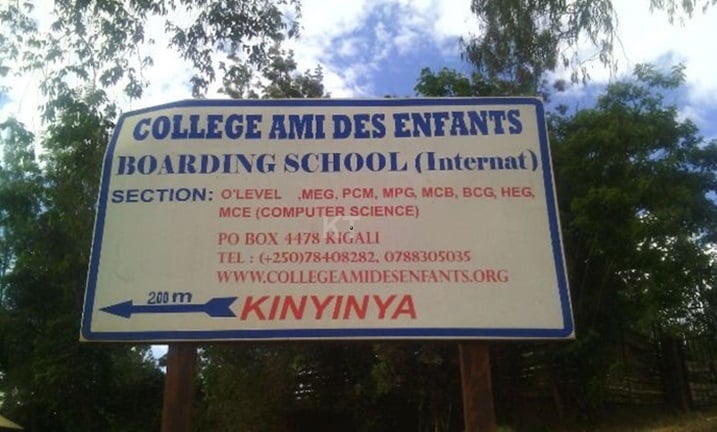 COLLEGE AMI DES ENFANTS
BOARDING SCHOOL (Internat)
SECTION: O'LEVEL ,MEG, PCM, MPG, MCB, BCG, HEG,
MCE (COMPUTER SCIENCE)
KT
PO BOX 4478 KIGALI
TEL : (+250)78408282, 0788305035
WWW.COLLEGEAMIDESENFANTS.ORG
200 m
KINYINYA